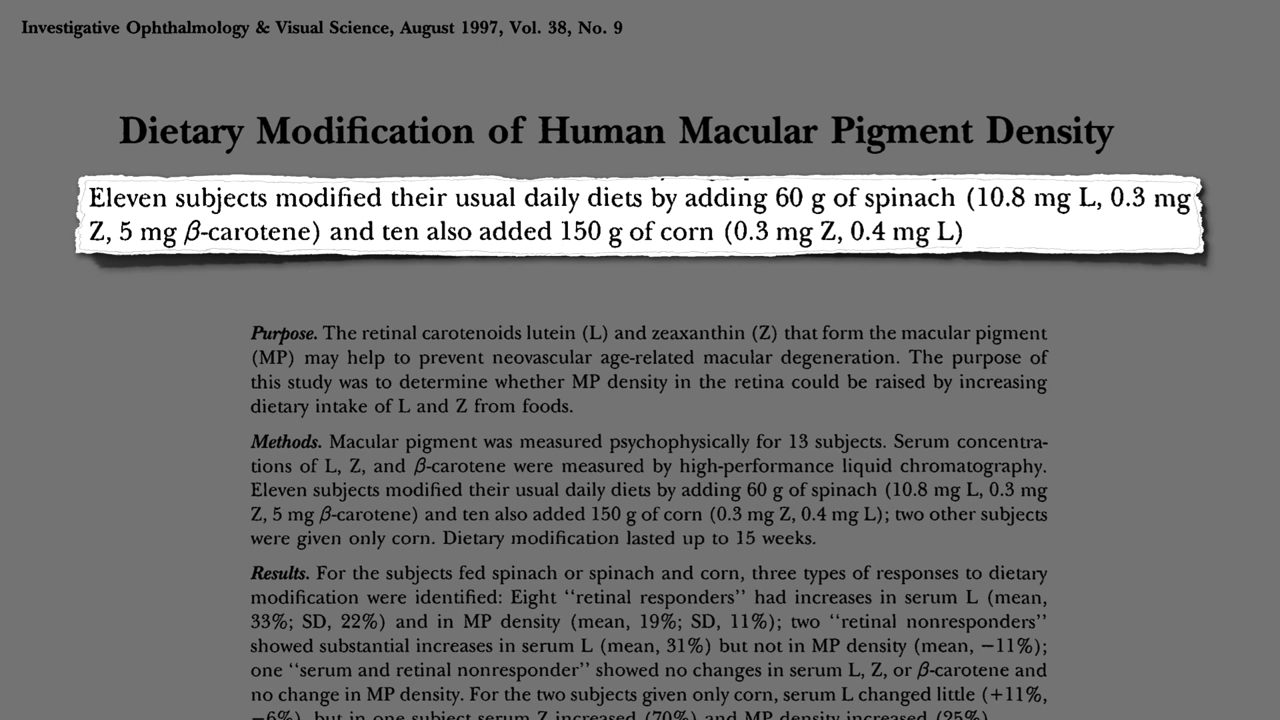 Investigative Ophthalmology & Visual Science, August 1997, Vol. 38, No. 9
Dietary Modification of Human Macular Pigment Density
Eleven subjects modified their usual daily diets by adding 60 g of spinach (10.8 mg L, 0.3 mg
Z, 5 mg β-carotene) and ten also added 150 g of corn (0.3 mg Z, 0.4 mg L)
Purpose. The retinal carotenoids lutein (L) and zeaxanthin (Z) that form the macular pigment
(MP) may help to prevent neovascular age-related macular degeneration. The purpose of
this study was to determine whether MP density in the retina could be raised by increasing
dietary intake of L and Z from foods.
Methods. Macular pigment was measured psychophysically for 13 subjects. Serum concentra-
tions of L, Z, and β-carotene were measured by high-performance liquid chromatography.
Eleven subjects modified their usual daily diets by adding 60 g of spinach (10.8 mg L, 0.3 mg
Z, 5 mg β-carotene) and ten also added 150 g of corn (0.3 mg Z, 0.4 mg L); two other subjects
were given only corn. Dietary modification lasted up to 15 weeks.
Results. For the subjects fed spinach or spinach and corn, three types of responses to dietary
modification were identified: Eight ‘‘retinal responders’’ had increases in serum L (mean,
33%; SD, 22%) and in MP density (mean, 19%; SD, 11%); two ‘‘retinal nonresponders’’
showed substantial increases in serum L (mean, 31%) but not in MP density (mean, −11%);
one ‘‘serum and retinal nonresponder’’ showed no changes in serum L, Z, or β-carotene and
no change in MP density. For the two subjects given only corn, serum L changed little (+11%,
−6%), but in one subject serum Z increased (70%) and MP density increased (25%).